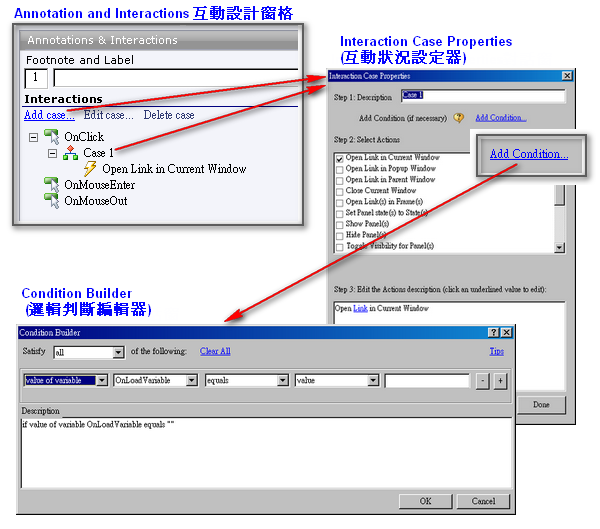 Annotation and Interactions 互動設計窗格
Annotations & Interactions
Footnote and Label
1
Interactions
Add case... Edit case... Delete case
OnClick
Case 1
Open Link in Current Window
OnMouseEnter
OnMouseOut
Interaction Case Properties
(互動狀況設定器)
Interaction Case Properties
Step 1: Description Case 1
Add Condition (if necessary) Add Condition...
Step 2: Select Actions
Open Link in Current Window
Open Link in Popup Window
Open Link in Parent Window
Close Current Window
Open Link(s) in Frame(s)
Set Panel state(s) to State(s)
Show Panel(s)
Hide Panel(s)
Toggle Visibility for Panel(s)
Add Condition...
Step 3: Edit the Actions description (click an underlined value to edit):
Open Link in Current Window
Done
Condition Builder
(邏輯判斷編輯器)
Condition Builder
Satisfy all of the following: Clear All Tips
value of variable OnLoadVariable equals value - +
Description
if value of variable OnLoadVariable equals ""
OK Cancel